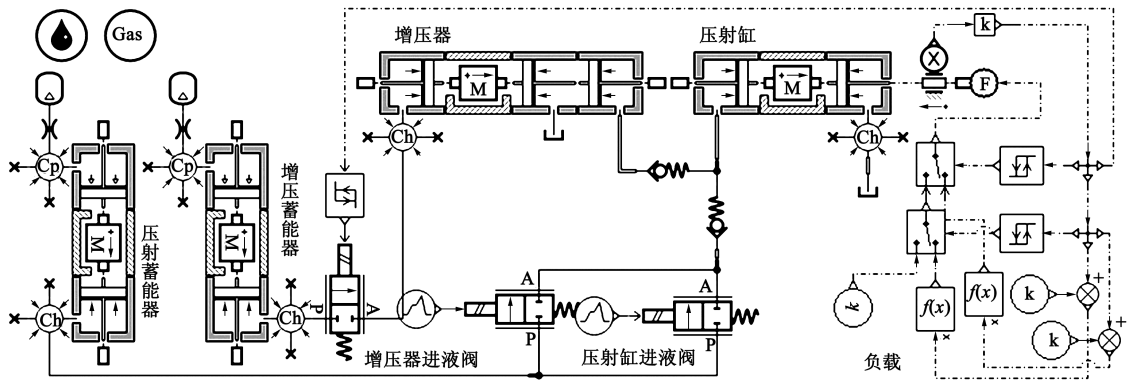 Gas
增压器
压射缸
k
X
M
M
F
Ch
Ch
Cp
Cp
增压蓄能器
压射蓄能器
M
M
P
A
Ch
Ch
A
P
A
P
增压器进液阀
压射缸进液阀
k
f(x)
x
f(x)
x
k
+
k
+
负载